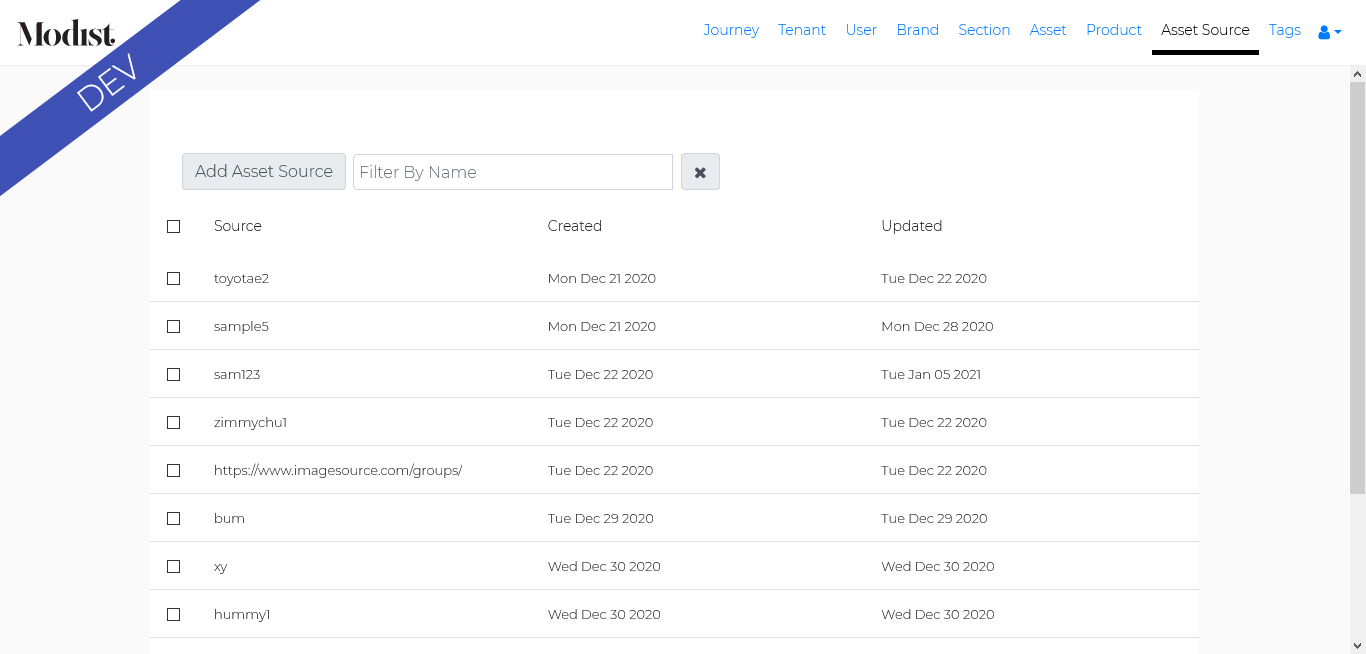 Modist.
DEV
Journey Tenant User Brand Section Asset Product Asset Source Tags
Add Asset Source Filter By Name
Source Created Updated
toyotae2 Mon Dec 21 2020 Tue Dec 22 2020
sample5 Mon Dec 21 2020 Mon Dec 28 2020
sam123 Tue Dec 22 2020 Tue Jan 05 2021
zimmychu1 Tue Dec 22 2020 Tue Dec 22 2020
https://www.imagesource.com/groups/ Tue Dec 22 2020 Tue Dec 22 2020
bum Tue Dec 29 2020 Tue Dec 29 2020
xy Wed Dec 30 2020 Wed Dec 30 2020
hummy1 Wed Dec 30 2020 Wed Dec 30 2020